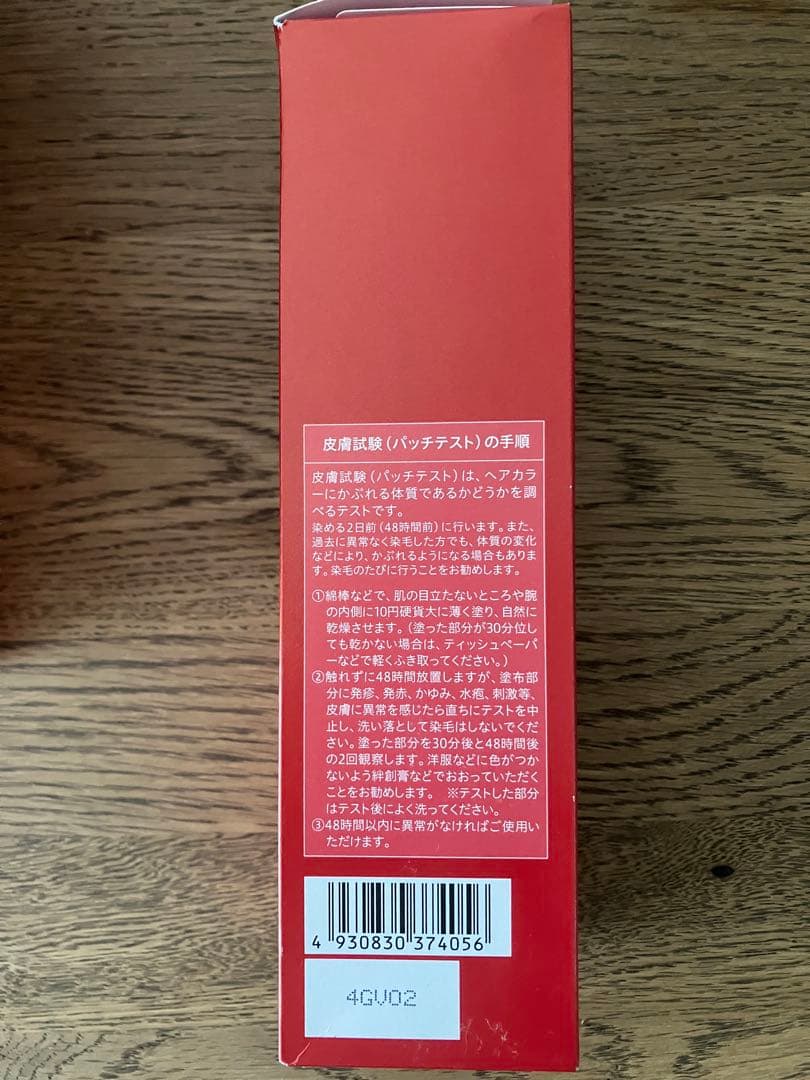 皮膚試験(パッチテスト)の手順
皮膚試験(パッチテスト)は、ヘアカラ
ーにかぶれる体質であるかどうかを調
べるテストです。
染める2日前(48時間前)に行います。また、
過去に異常なく染毛した方でも、体質の変化
などにより、かぶれるようになる場合もありま
す。染毛のたびに行うことをお勧めします。
①綿棒などで、肌の目立たないところや腕
の内側に10円硬貨大に薄く塗り、自然に
乾燥させます。(塗った部分が30分位し
ても乾かない場合は、ティッシュペーパ
ーなどで軽くふき取ってください。)
②触れずに48時間放置しますが、塗布部
分に発疹、発赤、かゆみ、水疱、刺激等、
皮膚に異常を感じたら直ちにテストを中
止し、洗い落として染毛はしないでくだ
さい。塗った部分を30分後と48時間後
の2回観察します。洋服などに色がつか
ないよう絆創膏などでおおっていただく
ことをお勧めします。 ※テストした部分
はテスト後によく洗ってください。
③48時間以内に異常がなければご使用い
ただけます。
4 930830 374056
4GV02